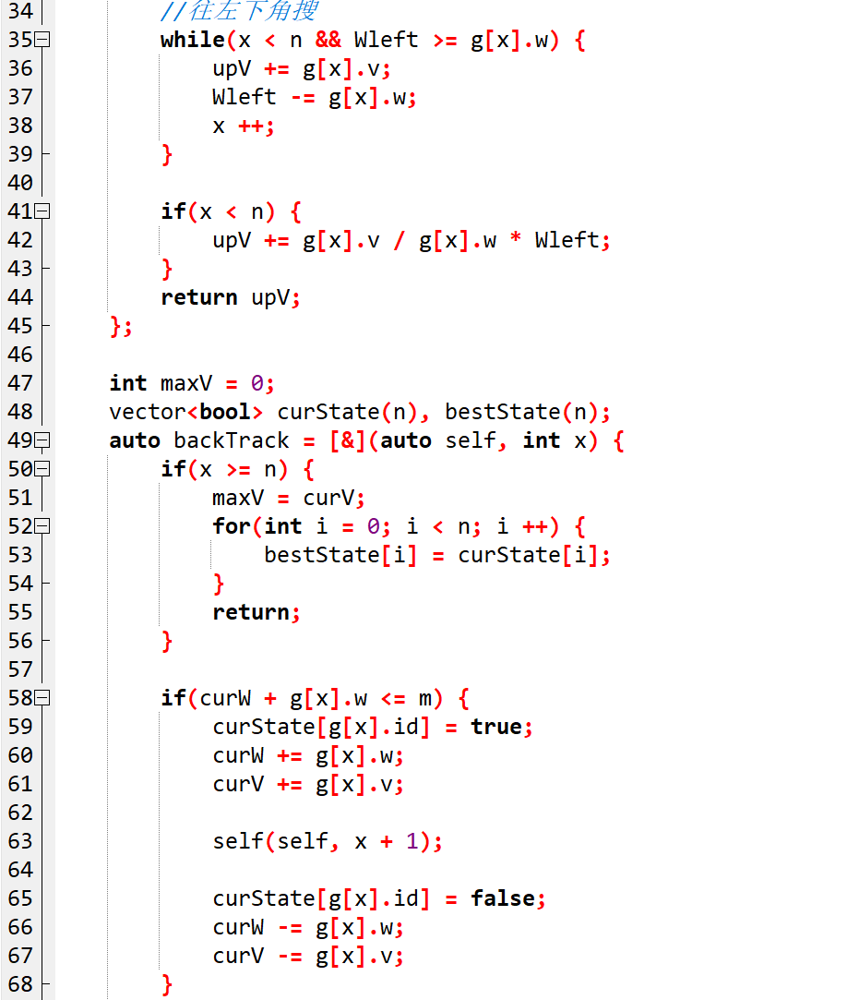 34 //往左下角搜
35 while(x < n && Wleft >= g[x].w) {
36 upV += g[x].v;
37 Wleft -= g[x].w;
38 x ++;
39 }
40
41 if(x < n) {
42 upV += g[x].v / g[x].w * Wleft;
43 }
44 return upV;
45 };
46
47 int maxV = 0;
48 vector<bool> curState(n), bestState(n);
49 auto backTrack = [&](auto self, int x) {
50 if(x >= n) {
51 maxV = curV;
52 for(int i = 0; i < n; i ++) {
53 bestState[i] = curState[i];
54 }
55 return;
56 }
57
58 if(curW + g[x].w <= m) {
59 curState[g[x].id] = true;
60 curW += g[x].w;
61 curV += g[x].v;
62
63 self(self, x + 1);
64
65 curState[g[x].id] = false;
66 curW -= g[x].w;
67 curV -= g[x].v;
68 }